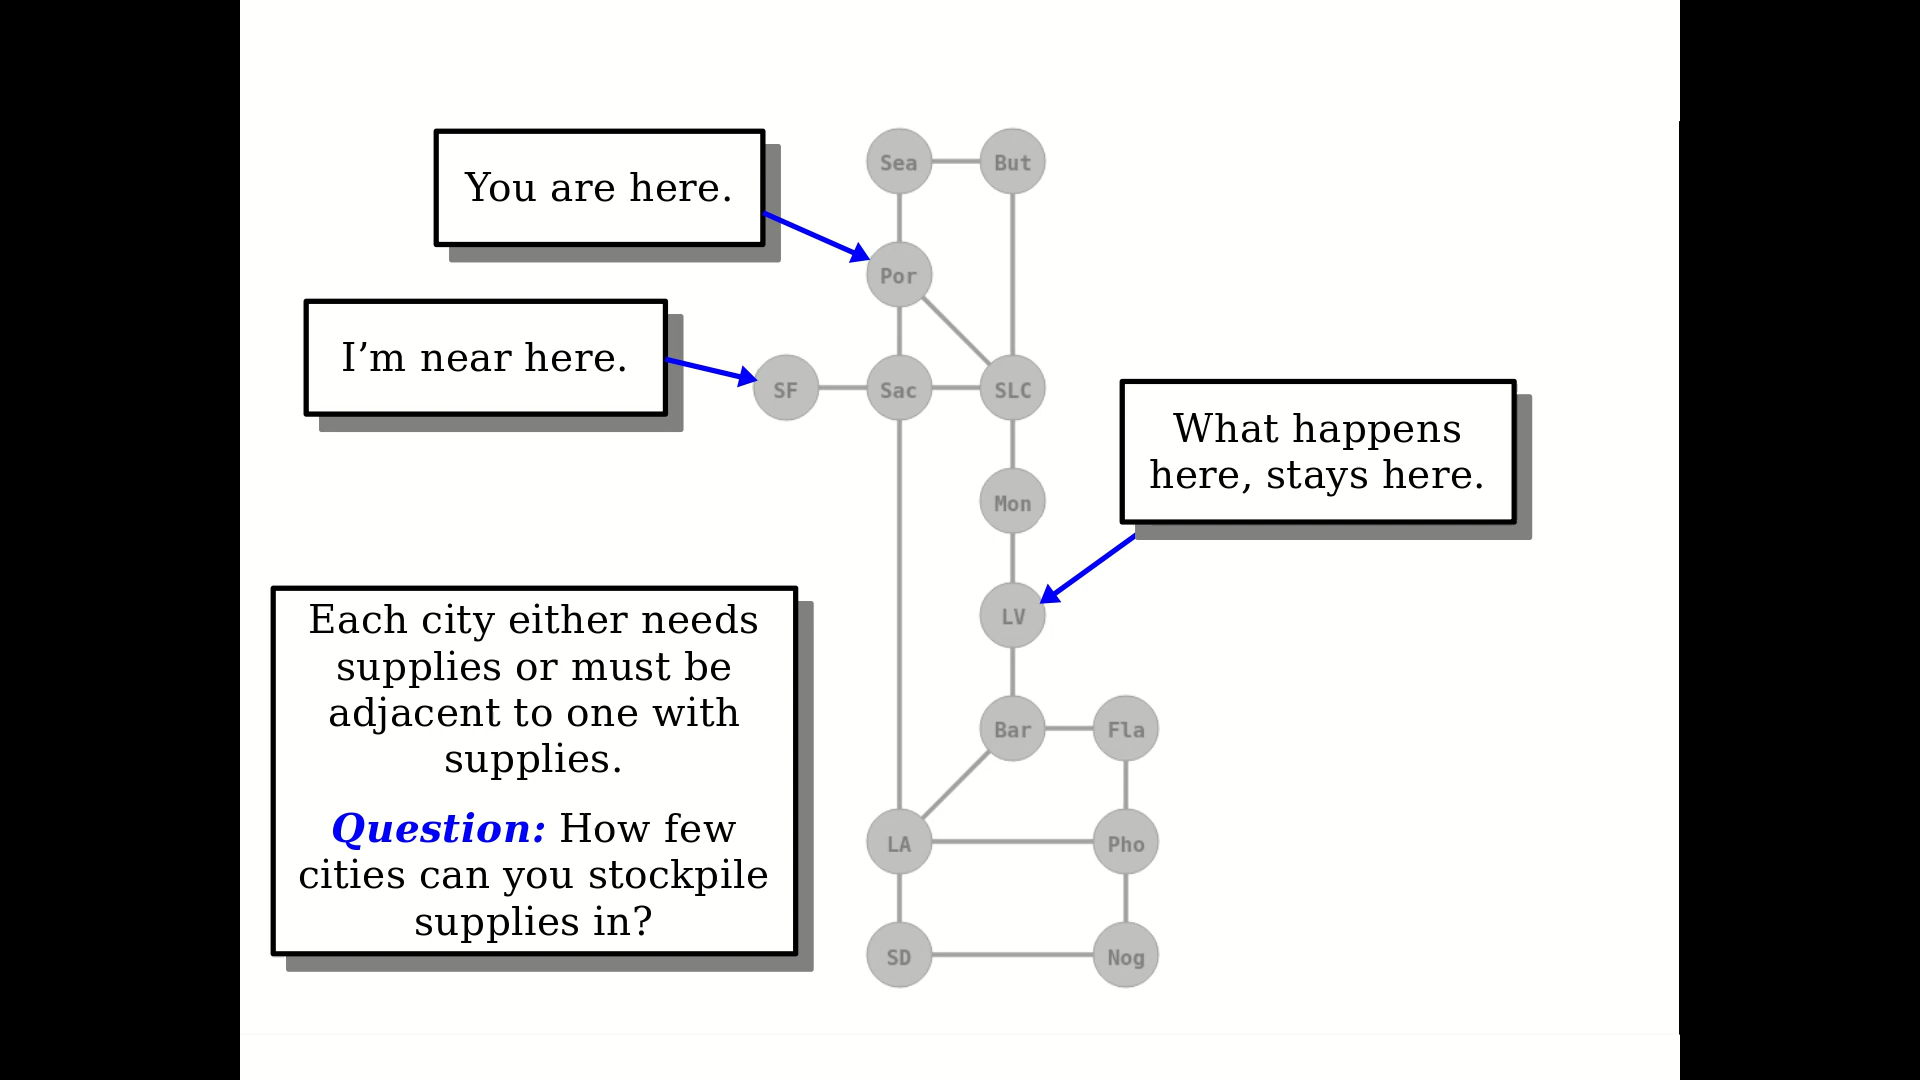 You are here.
I’m near here.
What happens
here, stays here.
Each city either needs
supplies or must be
adjacent to one with
supplies.
Question: How few
cities can you stockpile
supplies in?
Sea
But
Por
SF
Sac
SLC
Mon
LV
Bar
Fla
LA
Pho
SD
Nog